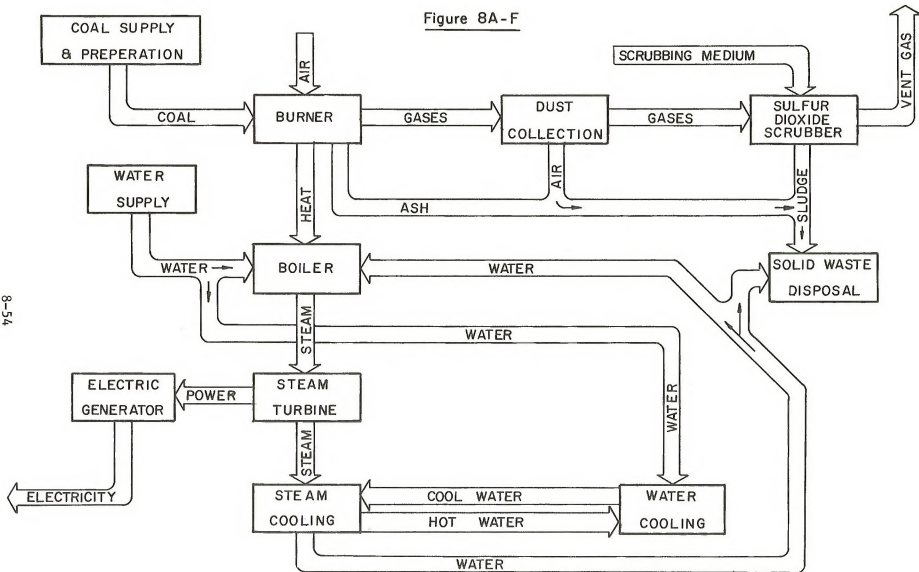 Figure 8A-F
COAL SUPPLY
& PREPERATION
AIR
SCRUBBING MEDIUM
VENT GAS
COAL
BURNER
GASES
DUST
COLLECTION
GASES
SULFUR
DIOXIDE
SCRUBBER
WATER
SUPPLY
HEAT
ASH
AIR
SLUDGE
WATER
BOILER
WATER
SOLID WASTE
DISPOSAL
8-54
STEAM
WATER
WATER
ELECTRIC
GENERATOR
POWER
STEAM
TURBINE
STEAM
ELECTRICITY
STEAM
COOLING
COOL WATER
HOT WATER
WATER
COOLING
WATER